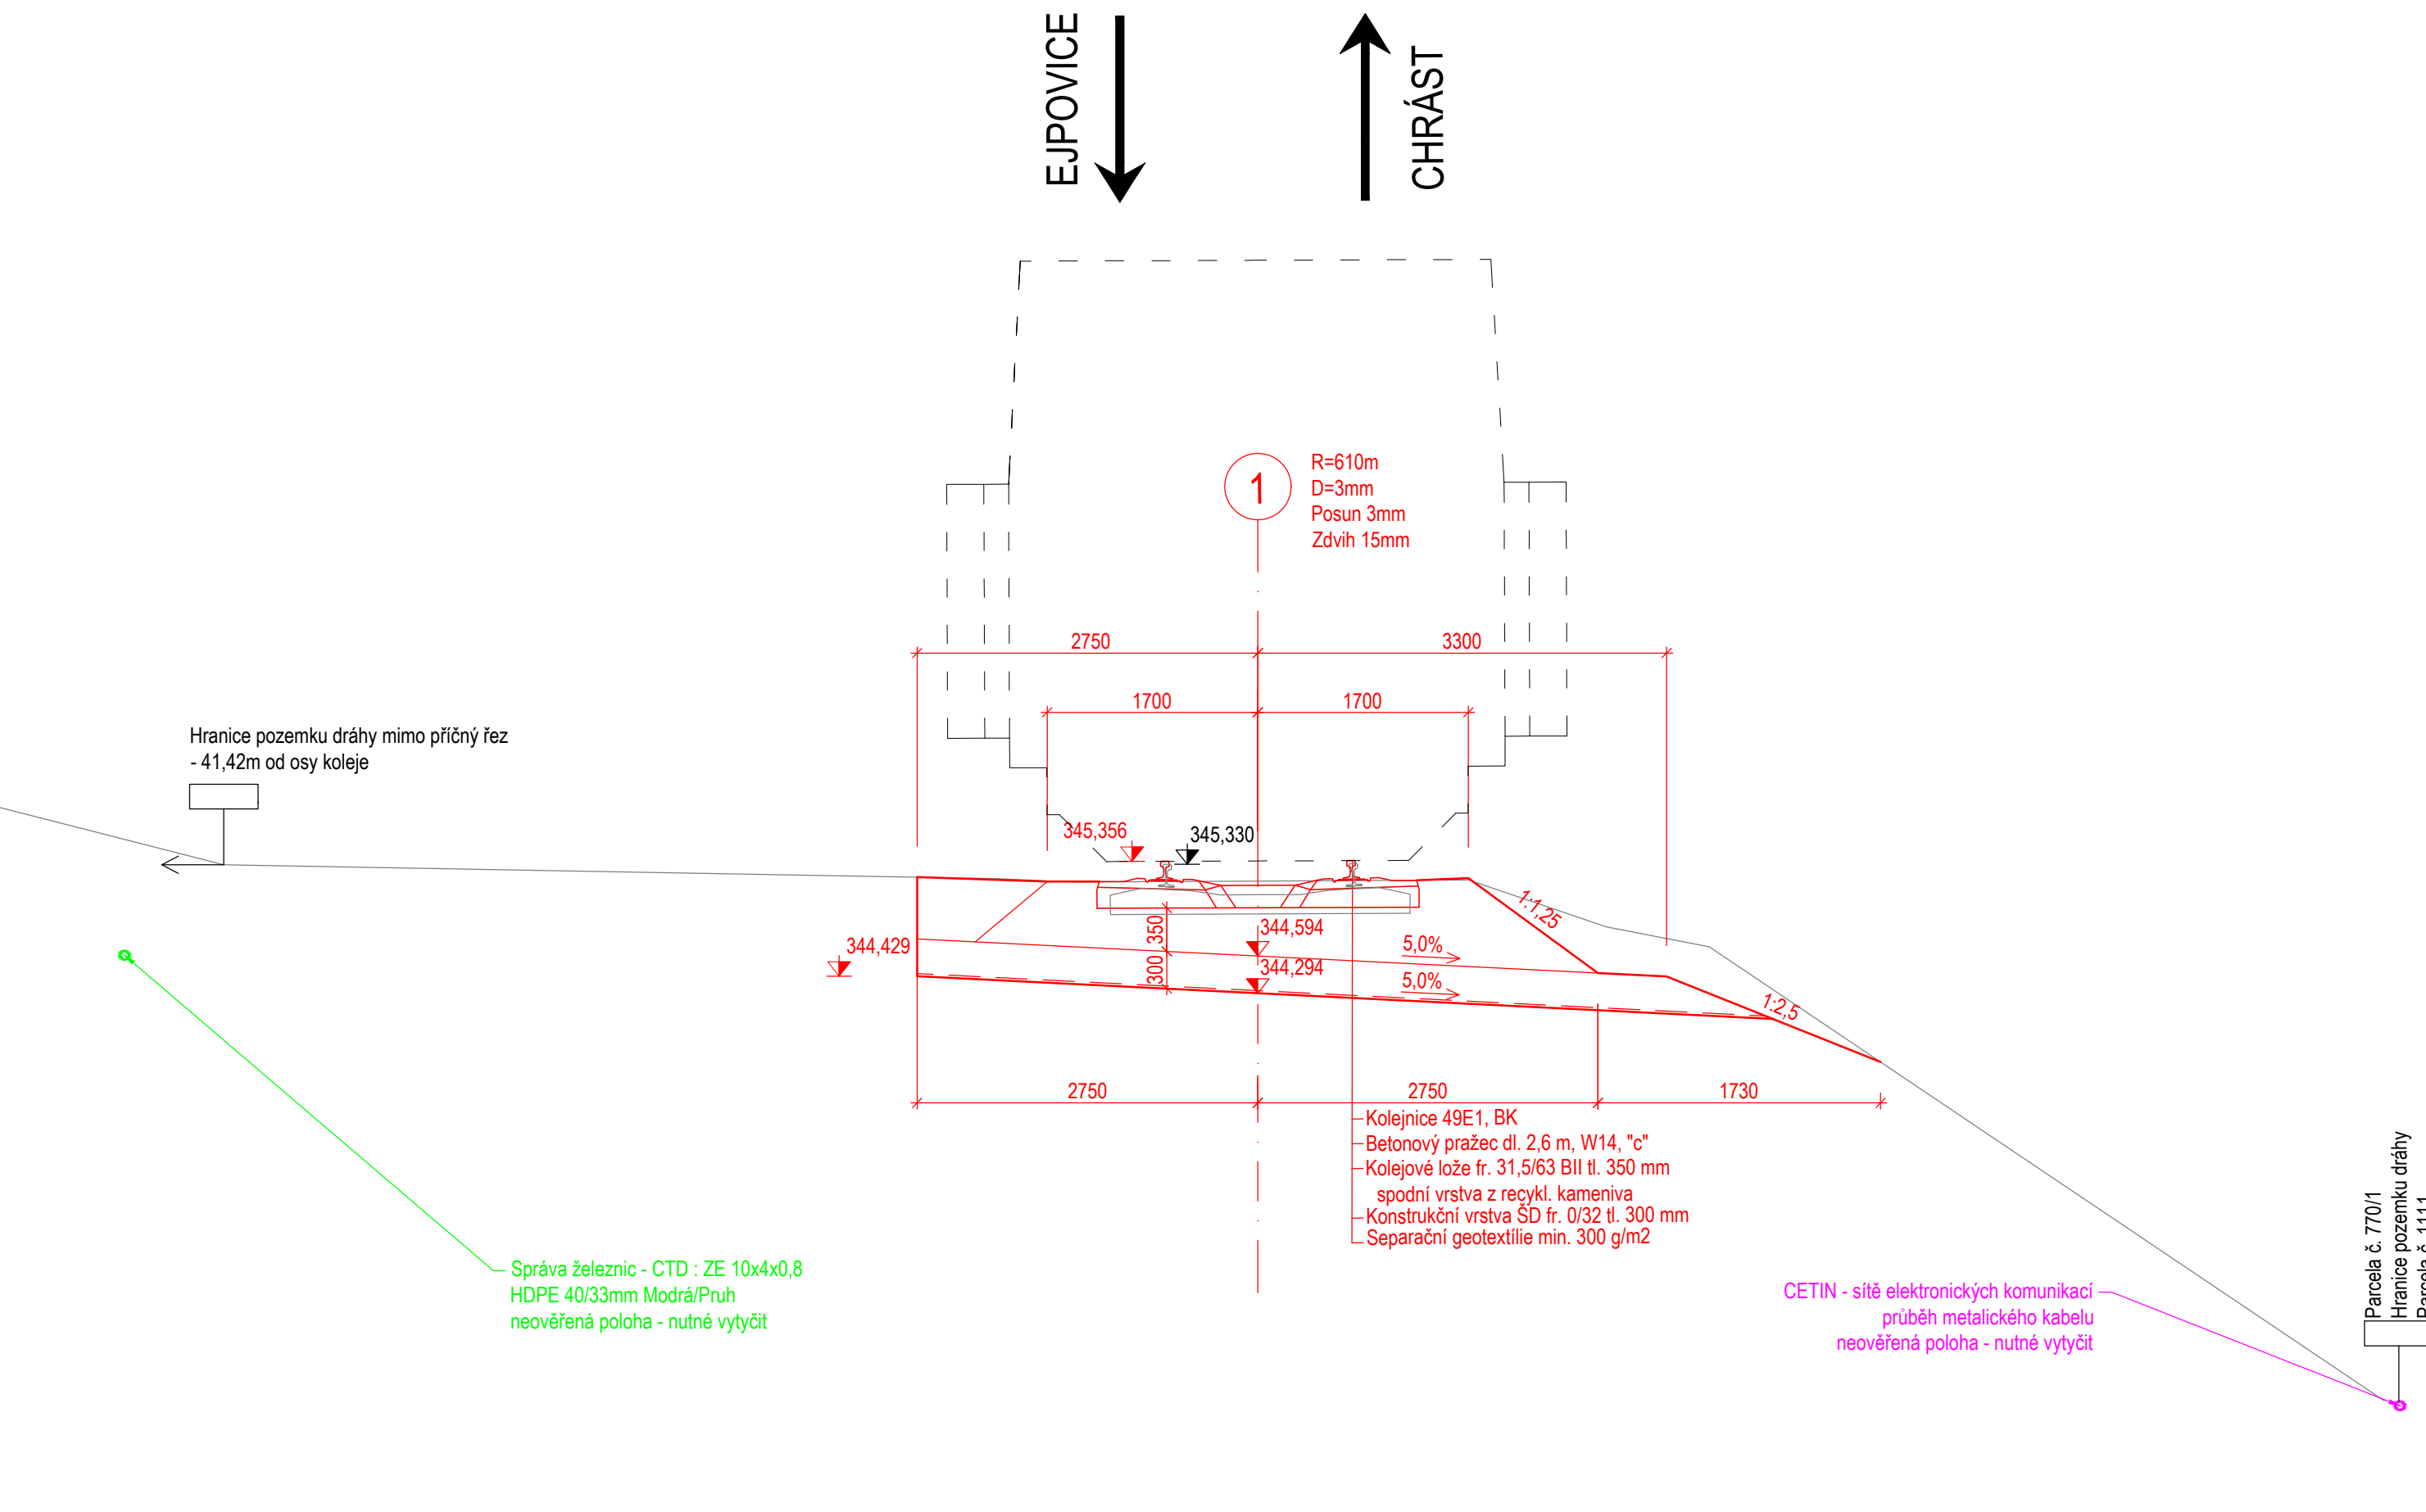 EJPOVICE
CHRÁST
1
R=610m
D=3mm
Posun 3mm
Zdvih 15mm
2750
3300
1700
1700
Hranice pozemku dráhy mimo příčný řez
- 41,42m od osy koleje
345,356
345,330
1:1,25
350
344,594
5,0%
344,429
300
344,294
5,0%
1:2,5
2750
2750
1730
Kolejnice 49E1, BK
Betonový pražec dl. 2,6 m, W14, "c"
Kolejové lože fr. 31,5/63 BII tl. 350 mm
spodní vrstva z recykl. kameniva
Konstrukční vrstva ŠD fr. 0/32 tl. 300 mm
Separační geotextílie min. 300 g/m2
Správa železnic - CTD : ZE 10x4x0,8
HDPE 40/33mm Modrá/Pruh
neověřená poloha - nutné vytyčit
CETIN - sítě elektronických komunikací
průběh metalického kabelu
neověřená poloha - nutné vytyčit
Parcela č. 770/1
Hranice pozemku dráhy
Parcela č.